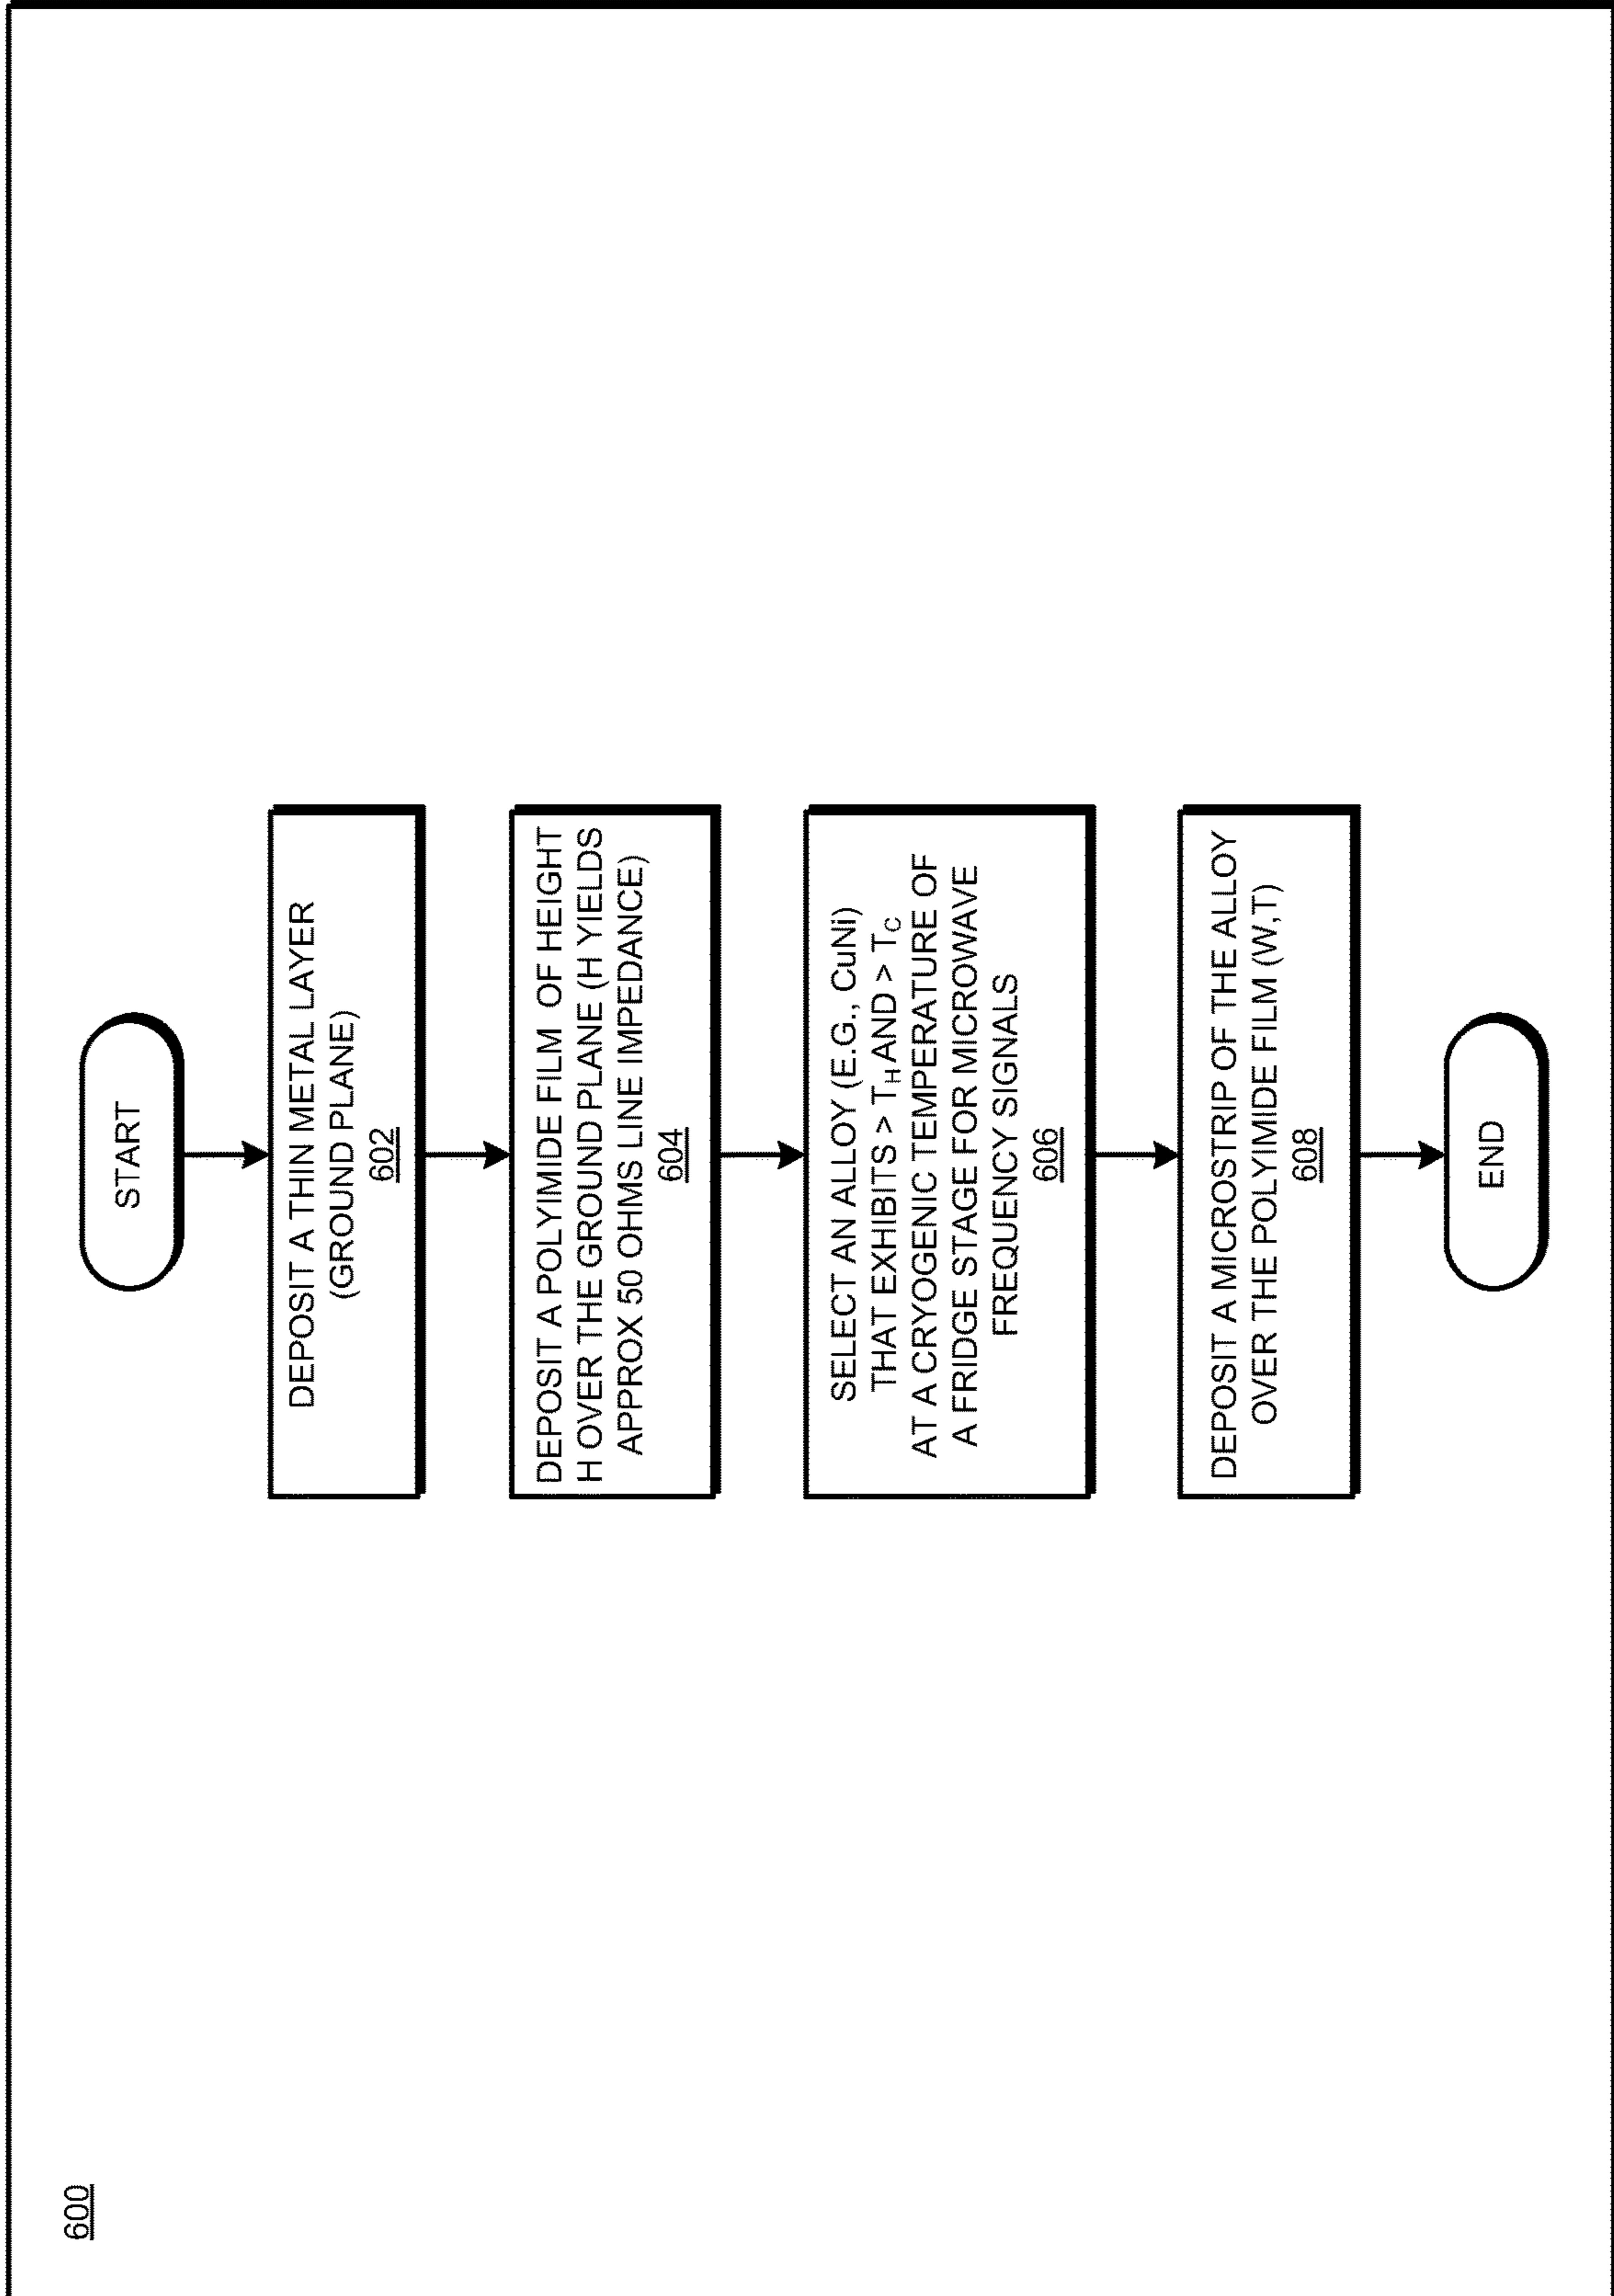 600
START
DEPOSIT A THIN METAL LAYER
(GROUND PLANE)
602
DEPOSIT A POLYIMIDE FILM OF HEIGHT
H OVER THE GROUND PLANE (H YIELDS
APPROX 50 OHMS LINE IMPEDANCE)
604
SELECT AN ALLOY (E.G., CuNi)
THAT EXHIBITS > T_H AND > T_C
AT A CRYOGENIC TEMPERATURE OF
A FRIDGE STAGE FOR MICROWAVE
FREQUENCY SIGNALS
606
DEPOSIT A MICROSTRIP OF THE ALLOY
OVER THE POLYIMIDE FILM (W,T)
608
END